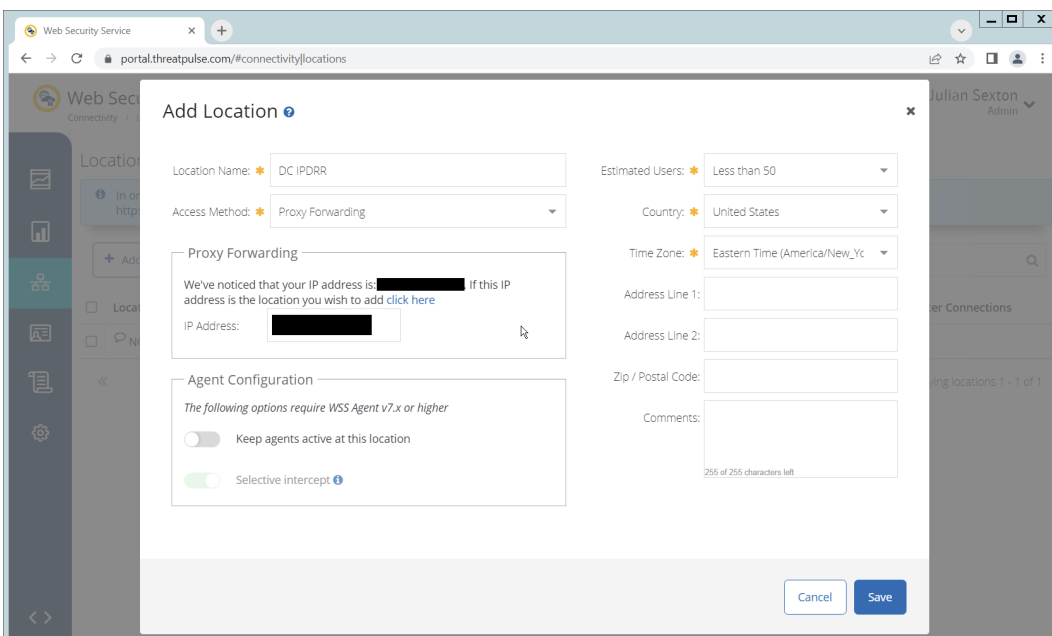 Web Security Service
portal.threatpulse.com/#connectivity|locations
Web Secu
Connectivity /
Julian Sexton
Admin
Location
In or
http
Add
Locat
er Connections
ying locations 1 - 1 of 1
Add Location
Location Name: * DC IPDRR
Access Method: * Proxy Forwarding
Proxy Forwarding
We've noticed that your IP address is: . If this IP
address is the location you wish to add click here
IP Address:
Agent Configuration
The following options require WSS Agent v7.x or higher
Keep agents active at this location
Selective intercept
Estimated Users: * Less than 50
Country: * United States
Time Zone: * Eastern Time (America/New_Yc
Address Line 1:
Address Line 2:
Zip / Postal Code:
Comments:
255 of 255 characters left
Cancel
Save